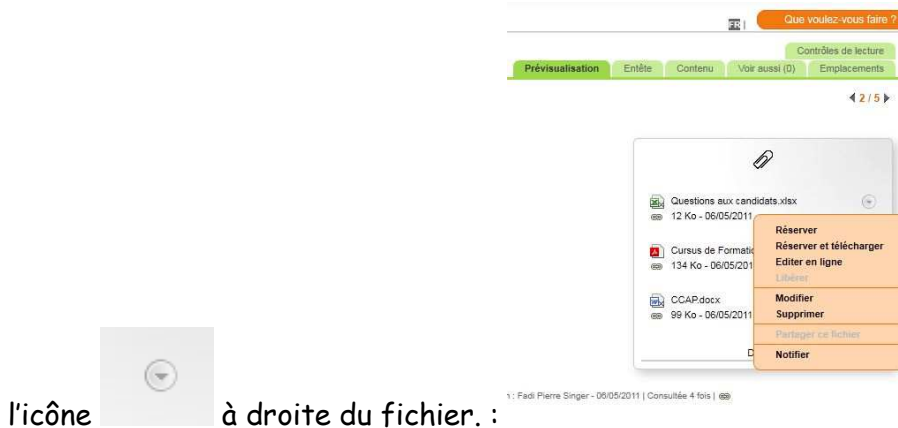 FR | Que voulez-vous faire ?
Contrôles de lecture
Prévisualisation Entête Contenu Voir aussi (0) Emplacements
2 / 5
Questions aux candidats.xlsx
12 Ko - 06/05/2011
Réserver
Réserver et télécharger
Cursus de Formatio
134 Ko - 06/05/201
Editer en ligne
Libérer
CCAP.docx
99 Ko - 06/05/2011
Modifier
Supprimer
Partager ce fichier
D
Notifier
: Fadi Pierre Singer - 06/05/2011 | Consultée 4 fois |
l'icône à droite du fichier. :